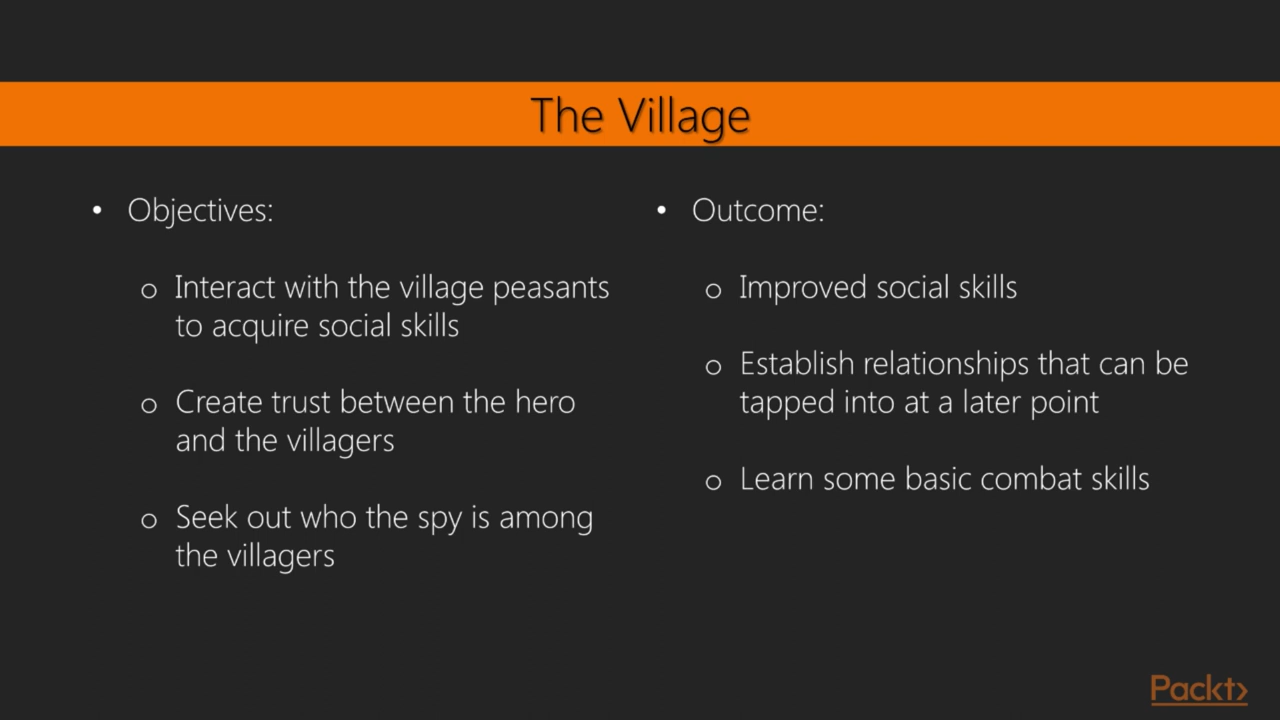 The Village
• Objectives:
o Interact with the village peasants
to acquire social skills
o Create trust between the hero
and the villagers
o Seek out who the spy is among
the villagers
• Outcome:
o Improved social skills
o Establish relationships that can be
tapped into at a later point
o Learn some basic combat skills
Packt>